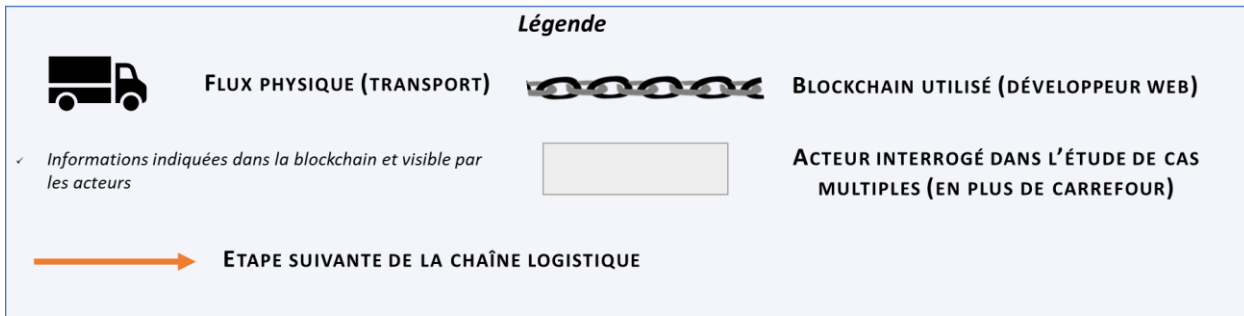 Légende
FLUX PHYSIQUE (TRANSPORT)
BLOCKCHAIN UTILISÉ (DÉVELOPPEUR WEB)
✓ Informations indiquées dans la blockchain et visible par
les acteurs
ACTEUR INTERROGÉ DANS L'ÉTUDE DE CAS
MULTIPLES (EN PLUS DE CARREFOUR)
ETAPE SUIVANTE DE LA CHAÎNE LOGISTIQUE